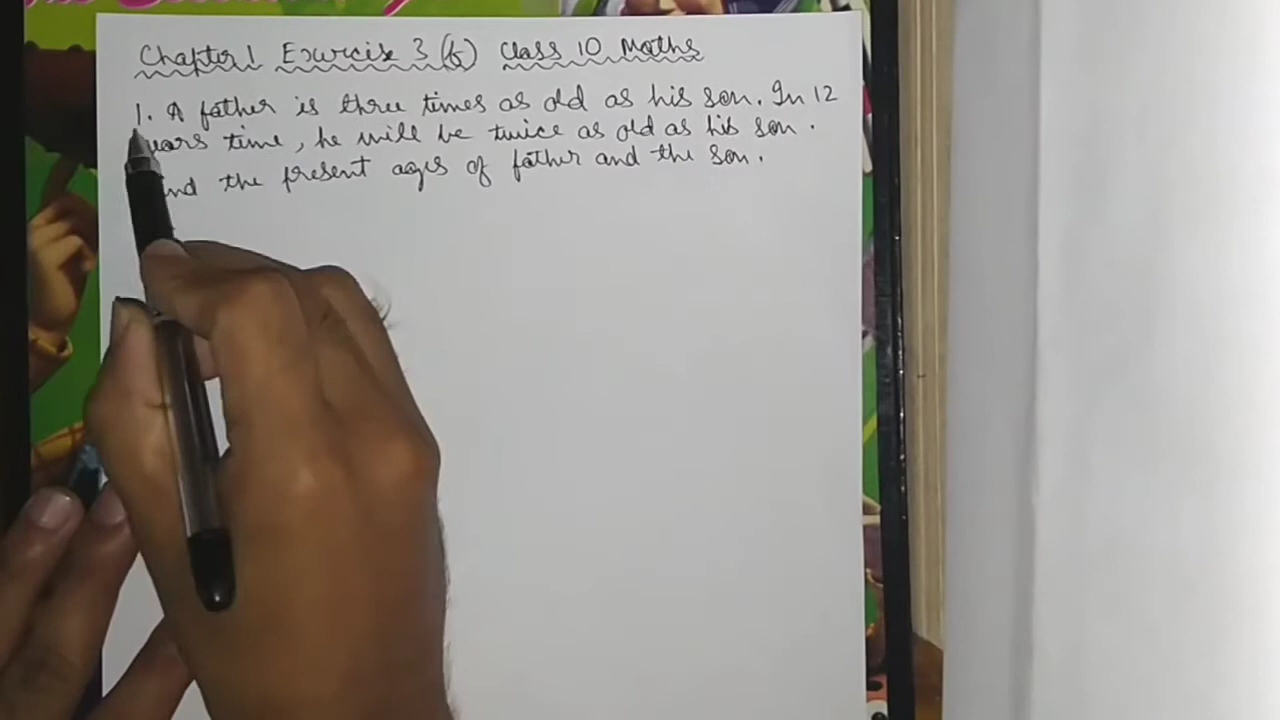 Chapter 1 Exercise 3 (b) Class 10 Maths
1. A father is three times as old as his son. In 12
years time, he will be twice as old as his son.
the present ages of father and the son.